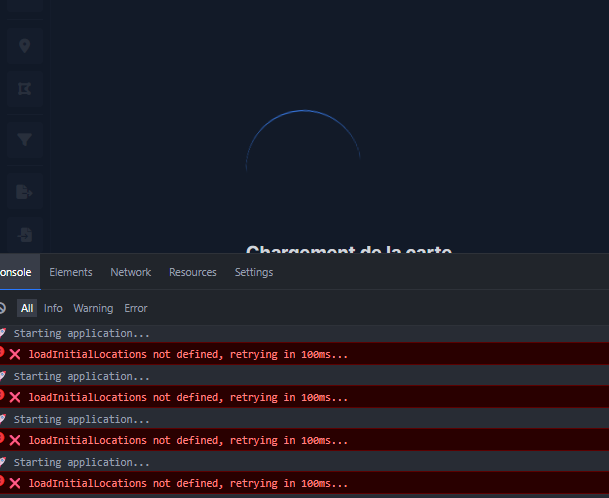 Chargement de la carte
onsole Elements Network Resources Settings
All Info Warning Error
Starting application...
loadInitialLocations not defined, retrying in 100ms...
Starting application...
loadInitialLocations not defined, retrying in 100ms...
Starting application...
loadInitialLocations not defined, retrying in 100ms...
Starting application...
loadInitialLocations not defined, retrying in 100ms...